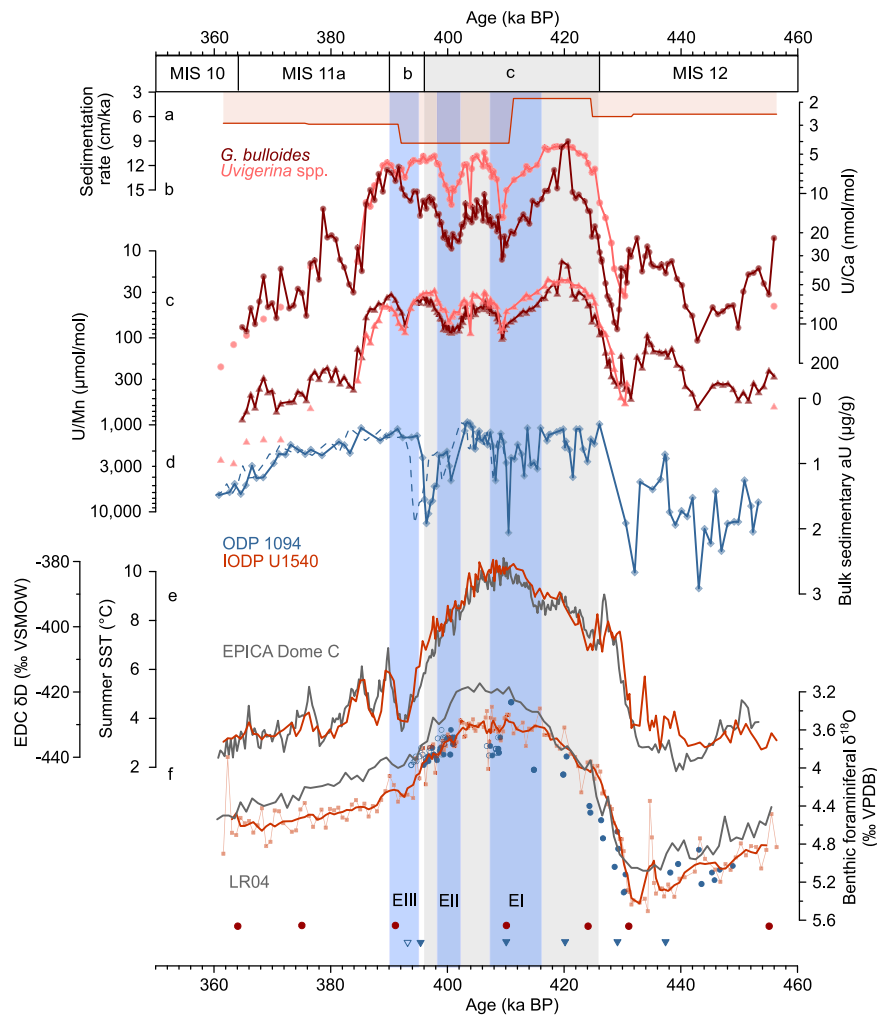 Age (ka BP)
360 380 400 420 440 460
MIS 10 MIS 11a b c MIS 12
Sedimentation
rate (cm/ka)
3
6
9
12
15
a
2
3
4
5
10
20
30
50
100
200
U/Ca (nmol/mol)
G. bulloides
Uvigerina spp.
b
U/Mn (μmol/mol)
10
30
100
300
1,000
3,000
10,000
c
d
0
1
2
3
Bulk sedimentary aU (μg/g)
ODP 1094
IODP U1540
EDC δD
(‰ VSMOW)
-380
-400
-420
-440
Summer SST (°C)
10
8
6
4
2
e
EPICA Dome C
3.2
3.6
4
4.4
4.8
5.2
5.6
Benthic foraminiferal δ18O
(‰ VPDB)
f
LR04
EIII EII EI
360 380 400 420 440 460
Age (ka BP)